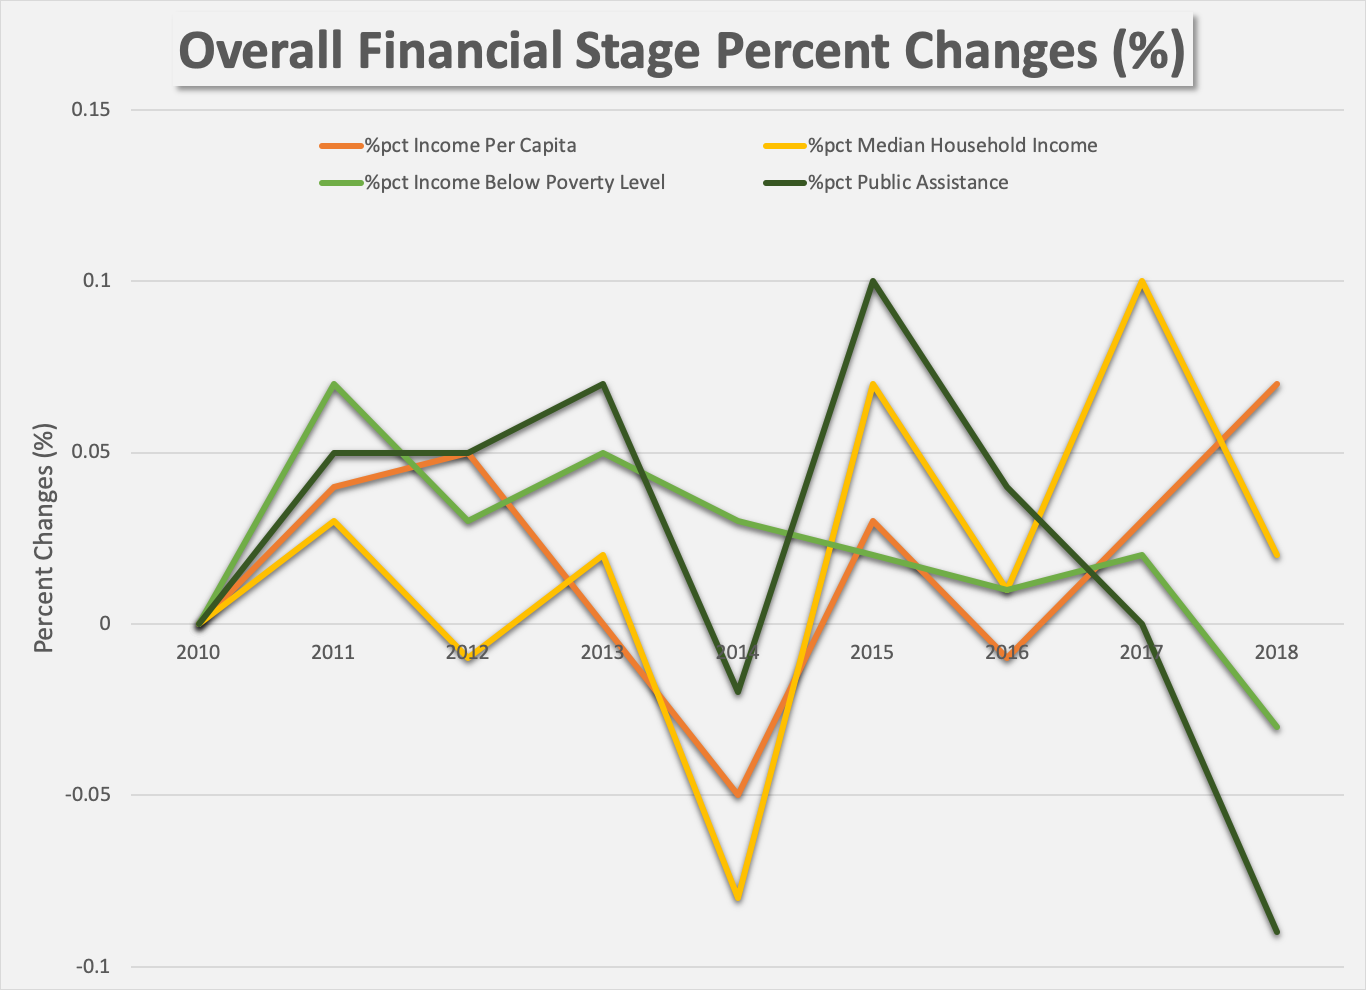 Overall Financial Stage Percent Changes (%)
0.15
%pct Income Per Capita
%pct Median Household Income
%pct Income Below Poverty Level
%pct Public Assistance
0.1
0.05
0
-0.05
-0.1
Percent Changes (%)
2010 2011 2012 2013 2014 2015 2016 2017 2018